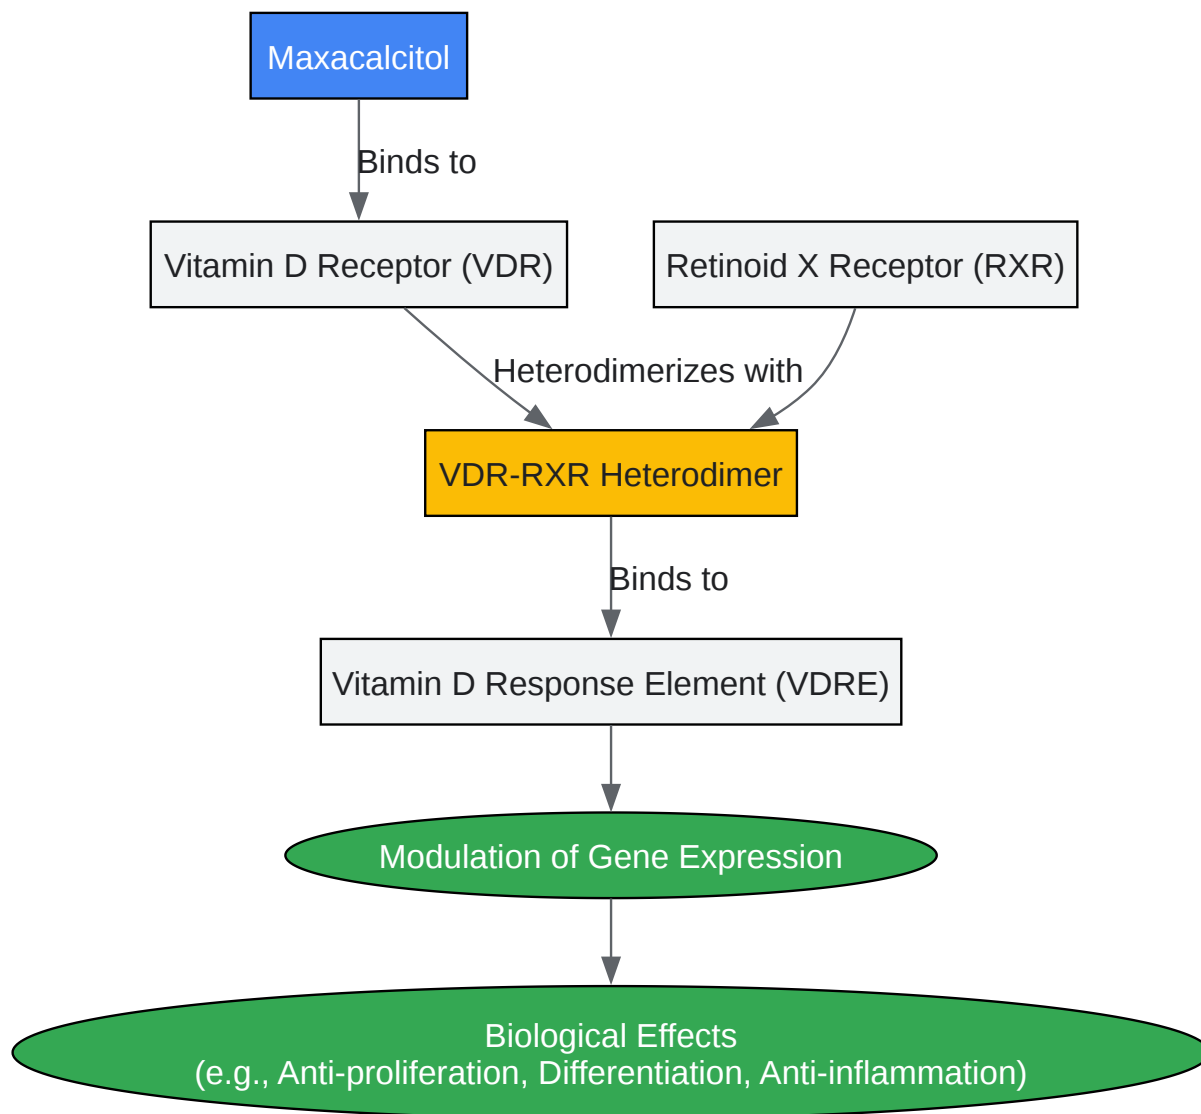 Maxacalcitol
Binds to
Vitamin D Receptor (VDR)
Retinoid X Receptor (RXR)
Heterodimerizes with
VDR-RXR Heterodimer
Binds to
Vitamin D Response Element (VDRE)
Modulation of Gene Expression
Biological Effects
(e.g., Anti-proliferation, Differentiation, Anti-inflammation)